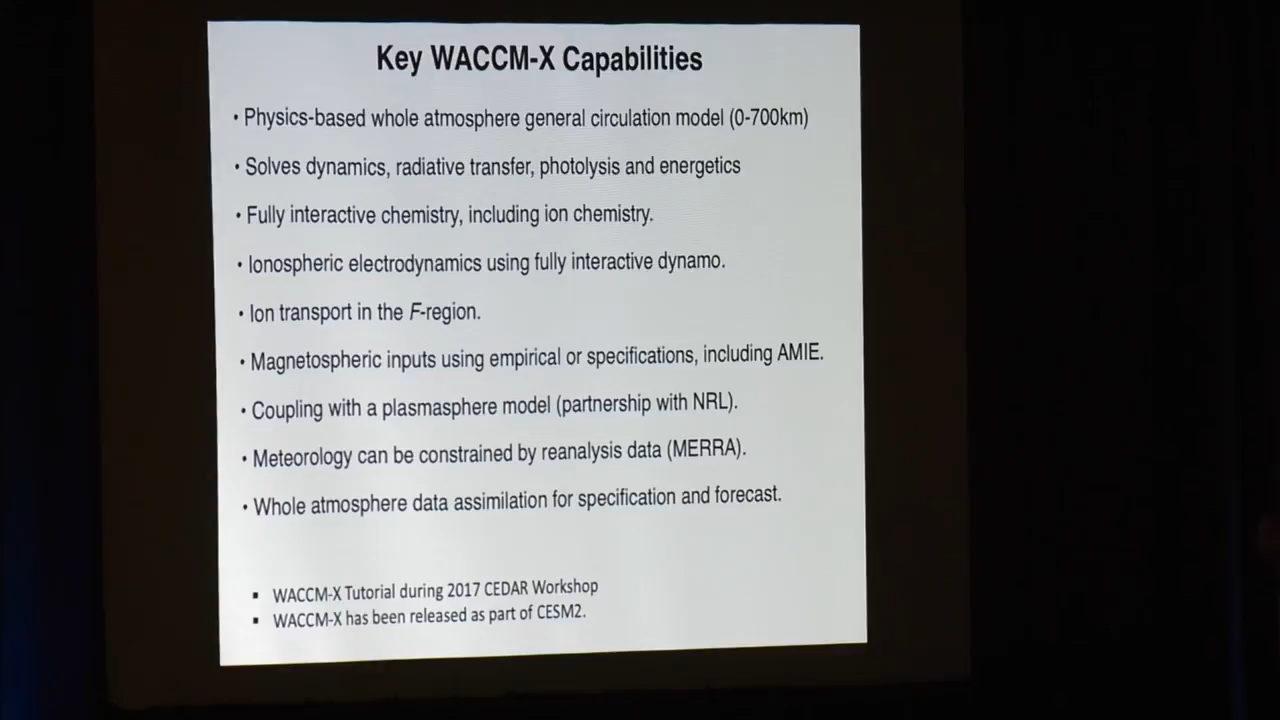 Key WACCM-X Capabilities
• Physics-based whole atmosphere general circulation model (0-700km)
• Solves dynamics, radiative transfer, photolysis and energetics
• Fully interactive chemistry, including ion chemistry.
• Ionospheric electrodynamics using fully interactive dynamo.
• Ion transport in the F-region.
• Magnetospheric inputs using empirical or specifications, including AMIE.
• Coupling with a plasmasphere model (partnership with NRL).
• Meteorology can be constrained by reanalysis data (MERRA).
• Whole atmosphere data assimilation for specification and forecast.
▪ WACCM-X Tutorial during 2017 CEDAR Workshop
▪ WACCM-X has been released as part of CESM2.